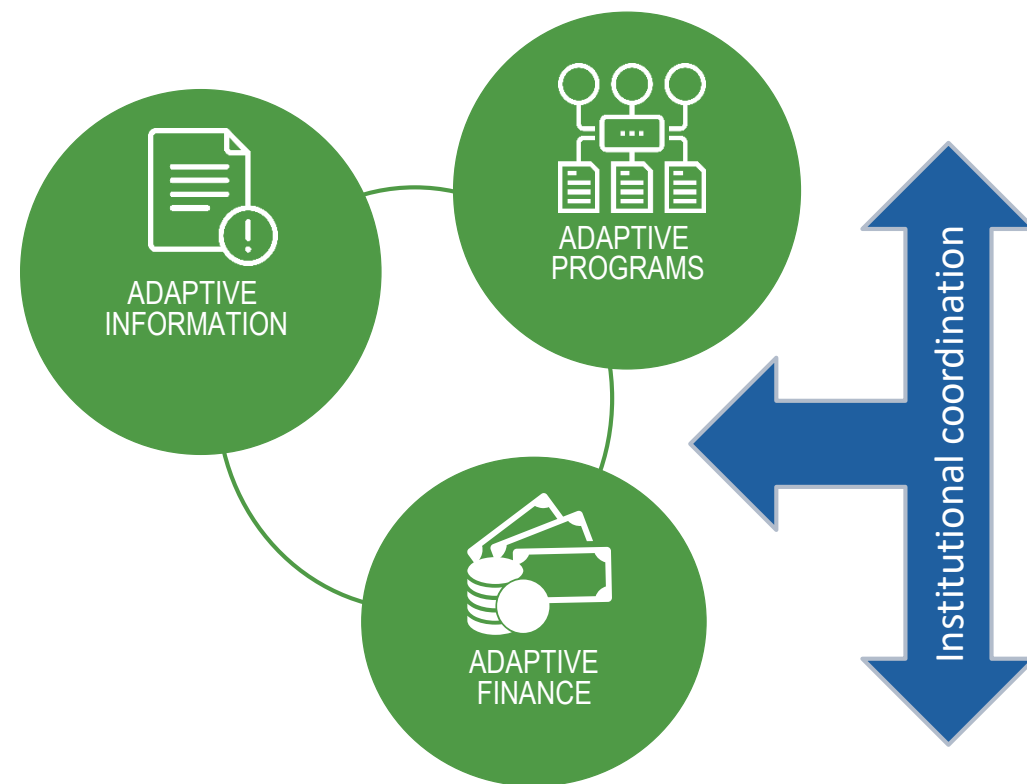 ADAPTIVE
INFORMATION
ADAPTIVE
PROGRAMS
ADAPTIVE
FINANCE
Institutional coordination